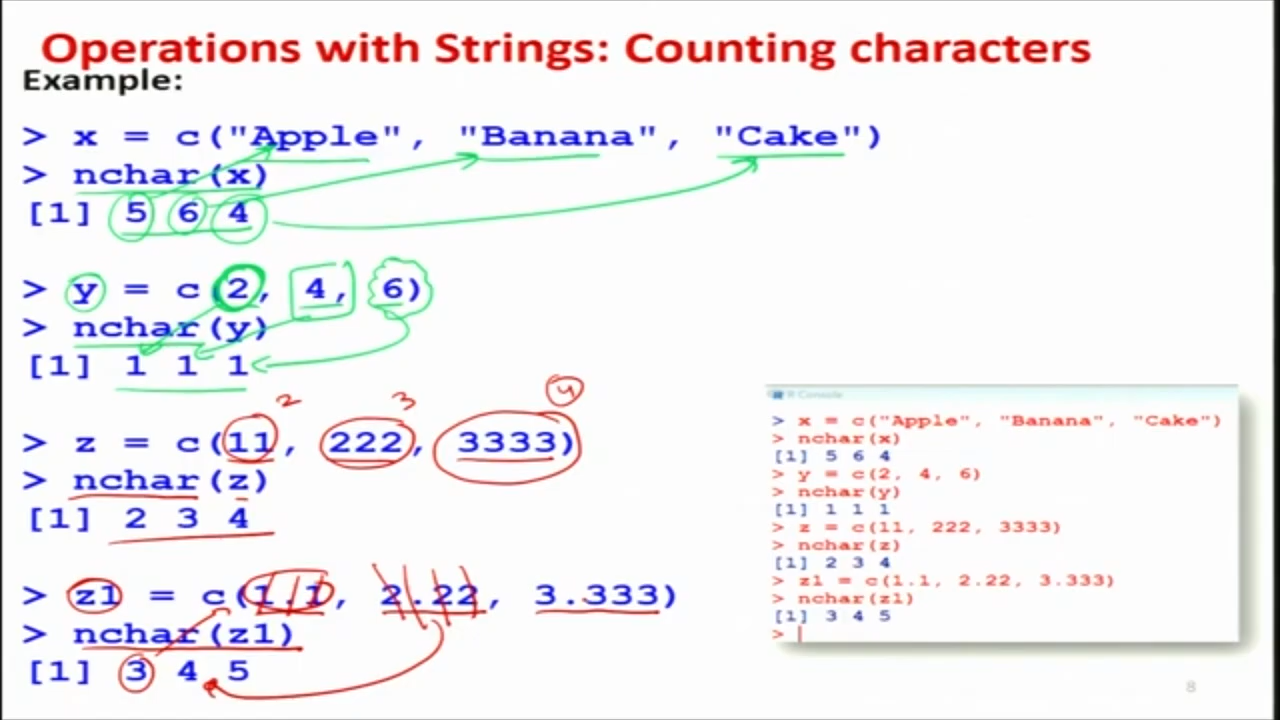 Operations with Strings: Counting characters
Example:
> x = c("Apple", "Banana", "Cake")
> nchar(x)
[1] 5 6 4
> y = c(2, 4, 6)
> nchar(y)
[1] 1 1 1
2 3 4
> z = c(11, 222, 3333)
> nchar(z)
[1] 2 3 4
> z1 = c(1.1, 2.22, 3.333)
> nchar(z1)
[1] 3 4 5
R Console
> x = c("Apple", "Banana", "Cake")
> nchar(x)
[1] 5 6 4
> y = c(2, 4, 6)
> nchar(y)
[1] 1 1 1
> z = c(11, 222, 3333)
> nchar(z)
[1] 2 3 4
> z1 = c(1.1, 2.22, 3.333)
> nchar(z1)
[1] 3 4 5
>
8